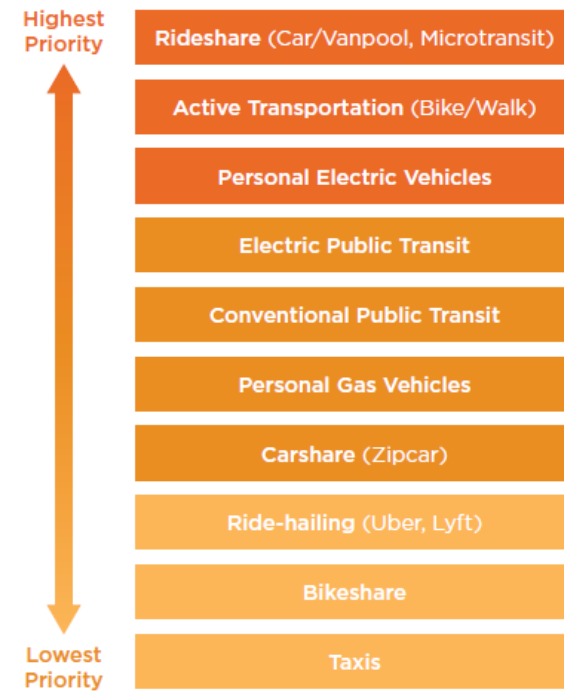 Highest
Priority
Rideshare (Car/Vanpool, Microtransit)
Active Transportation (Bike/Walk)
Personal Electric Vehicles
Electric Public Transit
Conventional Public Transit
Personal Gas Vehicles
Carshare (Zipcar)
Ride-hailing (Uber, Lyft)
Bikeshare
Taxis
Lowest
Priority